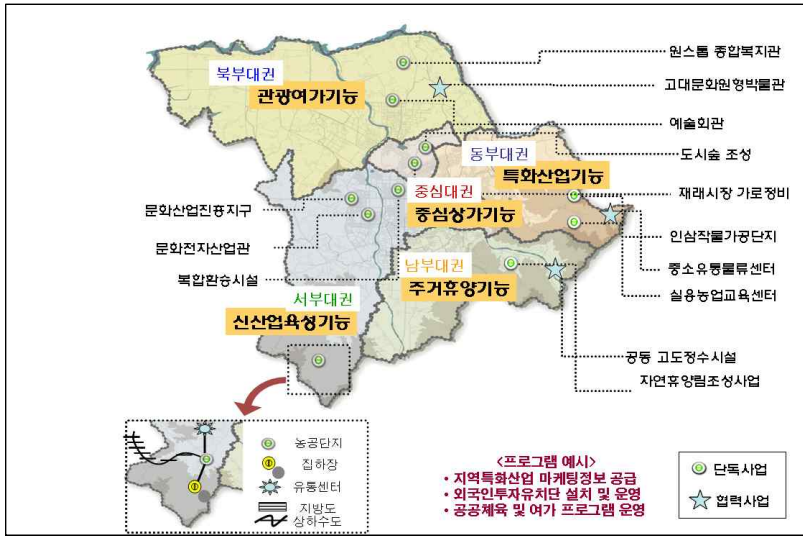 원스톱 종합복지관
북부대권
고대문화원형박물관
관광여가기능
예술회관
동부대권
도시숲 조성
특화산업기능
중심대권
재래시장 가로정비
문화산업진흥지구
중심상가기능
인삼작물가공단지
문화전자산업관
남부대권
중소유통물류센터
복합환승시설
주거휴양기능
실용농업교육센터
서부대권
신산업육성기능
공동 고도정수시설
자연휴양림조성사업
농공단지
집하장
유통센터
지방도
상하수도
<프로그램 예시>
• 지역특화산업 마케팅정보 공급
• 외국인투자유치단 설치 및 운영
• 공공체육 및 여가 프로그램 운영
단독사업
협력사업